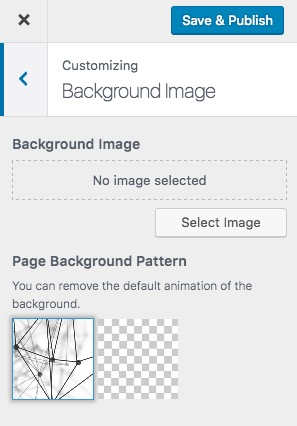 Save & Publish
Customizing
Background Image
Background Image
No image selected
Select Image
Page Background Pattern
You can remove the default animation of the
background.